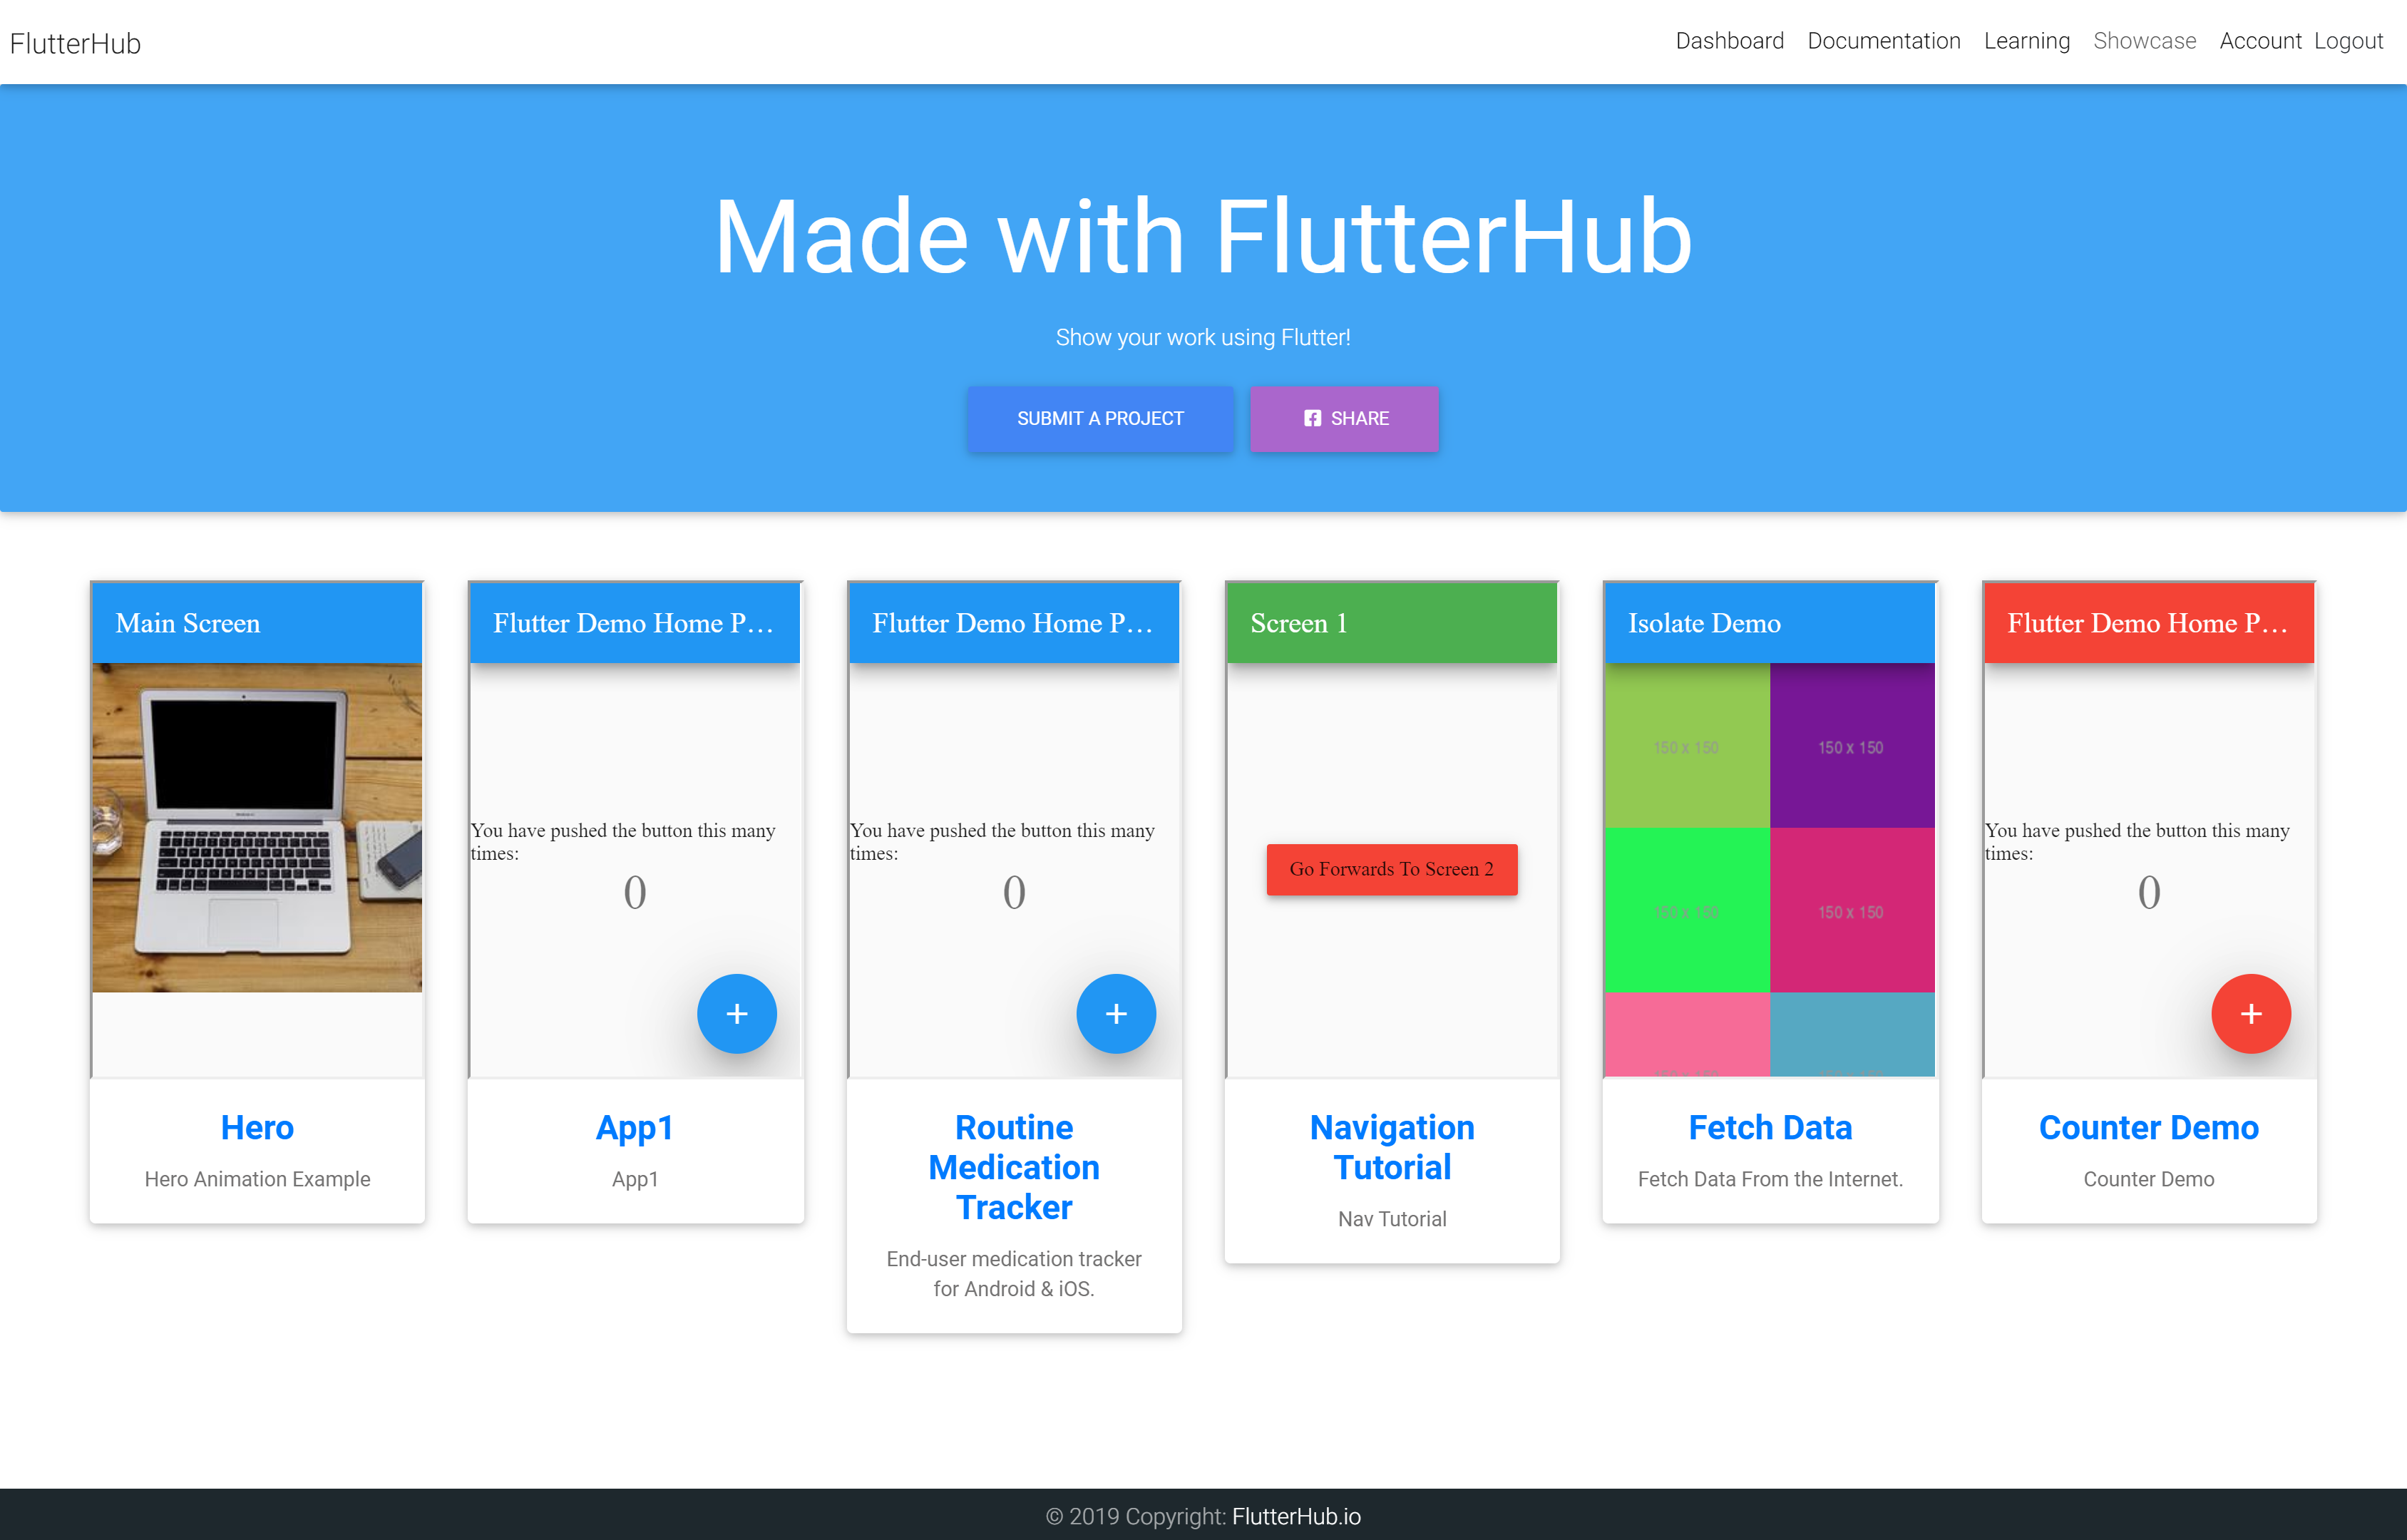 FlutterHub
Dashboard Documentation Learning Showcase Account Logout
Made with FlutterHub
Show your work using Flutter!
SUBMIT A PROJECT
SHARE
Main Screen
Hero
Hero Animation Example
Flutter Demo Home P...
You have pushed the button this many
times:
0
+
App1
App1
Flutter Demo Home P...
You have pushed the button this many
times:
0
+
Routine
Medication
Tracker
End-user medication tracker
for Android & iOS.
Screen 1
Go Forwards To Screen 2
Navigation
Tutorial
Nav Tutorial
Isolate Demo
150 x 150
150 x 150
150 x 150
150 x 150
Fetch Data
Fetch Data From the Internet.
Flutter Demo Home P...
You have pushed the button this many
times:
0
+
Counter Demo
Counter Demo
© 2019 Copyright: FlutterHub.io